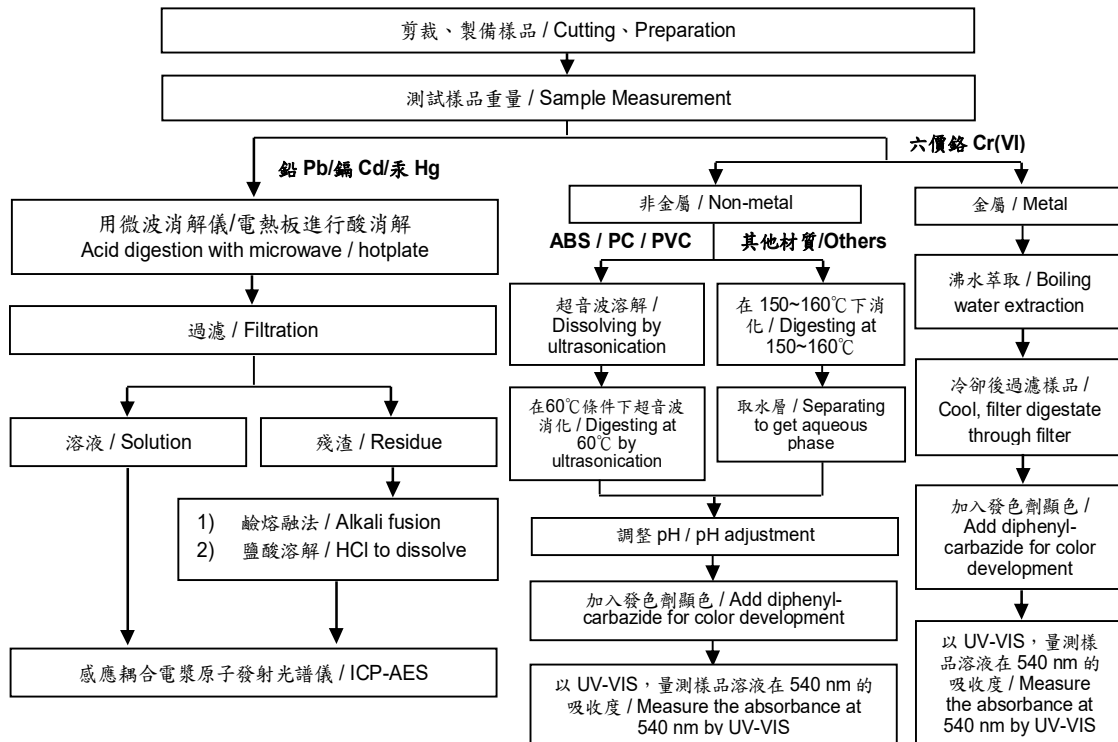 剪裁、製備樣品 / Cutting、Preparation
測試樣品重量 / Sample Measurement
鉛 Pb/鎘 Cd/汞 Hg
六價鉻 Cr(VI)
用微波消解儀/電熱板進行酸消解
Acid digestion with microwave / hotplate
過濾 / Filtration
溶液 / Solution
殘渣 / Residue
1) 鹼熔融法 / Alkali fusion
2) 鹽酸溶解 / HCl to dissolve
感應耦合電漿原子發射光譜儀 / ICP-AES
非金屬 / Non-metal
ABS / PC / PVC
其他材質/Others
超音波溶解 /
Dissolving by
ultrasonication
在 150~160℃下消
化 / Digesting at
150~160℃
在60℃條件下超音波
消化 / Digesting at
60℃ by
ultrasonication
取水層 / Separating
to get aqueous
phase
調整 pH / pH adjustment
加入發色劑顯色 / Add diphenyl-
carbazide for color development
以 UV-VIS，量測樣品溶液在 540 nm 的
吸收度 / Measure the absorbance at
540 nm by UV-VIS
金屬 / Metal
沸水萃取 / Boiling
water extraction
冷卻後過濾樣品 /
Cool, filter digestate
through filter
加入發色劑顯色 /
Add diphenyl-
carbazide for color
development
以 UV-VIS，量測樣
品溶液在 540 nm 的
吸收度 / Measure
the absorbance at
540 nm by UV-VIS